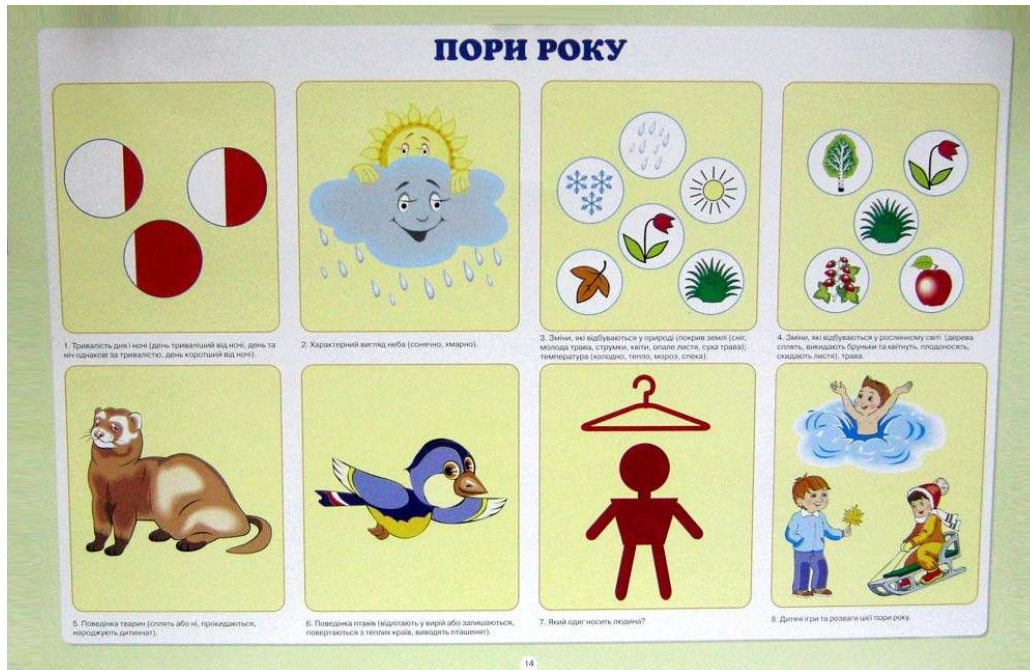 ПОРИ РОКУ
1. Тривалість дня і ночі (день триваліший від ночі, день та
ніч однакові за тривалістю, день коротший від ночі).
2. Характерний вигляд неба (сонячно, хмарно).
3. Зміни, які відбуваються у природі (покрив землі (сніг,
молода трава, струмки, квіти, опале листя, суха трава);
температура (холодно, тепло, мороз, спека).
4. Зміни, які відбуваються у рослинному світі (дерева
сплять, викидають бруньки та квітнуть, плодоносять,
скидають листя), трава.
5. Поведінка тварин (сплять або ні, прокидаються,
народжують дитинчат).
6. Поведінка птахів (відлітають у вирій або залишаються,
повертаються з теплих країв, виводять пташенят).
7. Який одяг носить людина?
8. Дитячі ігри та розваги цієї пори року.
14